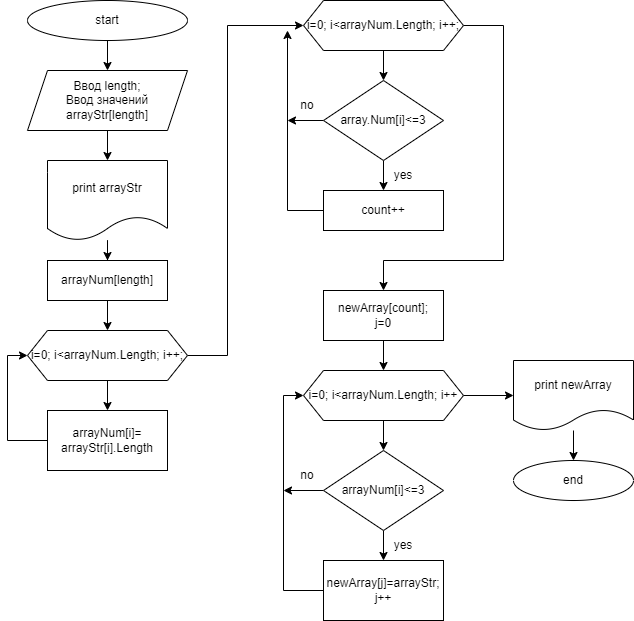 start
Ввод length;
Ввод значений
arrayStr[length]
print arrayStr
arrayNum[length]
i=0; i<arrayNum.Length; i++;
arrayNum[i]=
arrayStr[i].Length
i=0; i<arrayNum.Length; i++;
no
array.Num[i]<=3
yes
count++
newArray[count];
j=0
i=0; i<arrayNum.Length; i++
no
arrayNum[i]<=3
yes
newArray[j]=arrayStr;
j++
print newArray
end